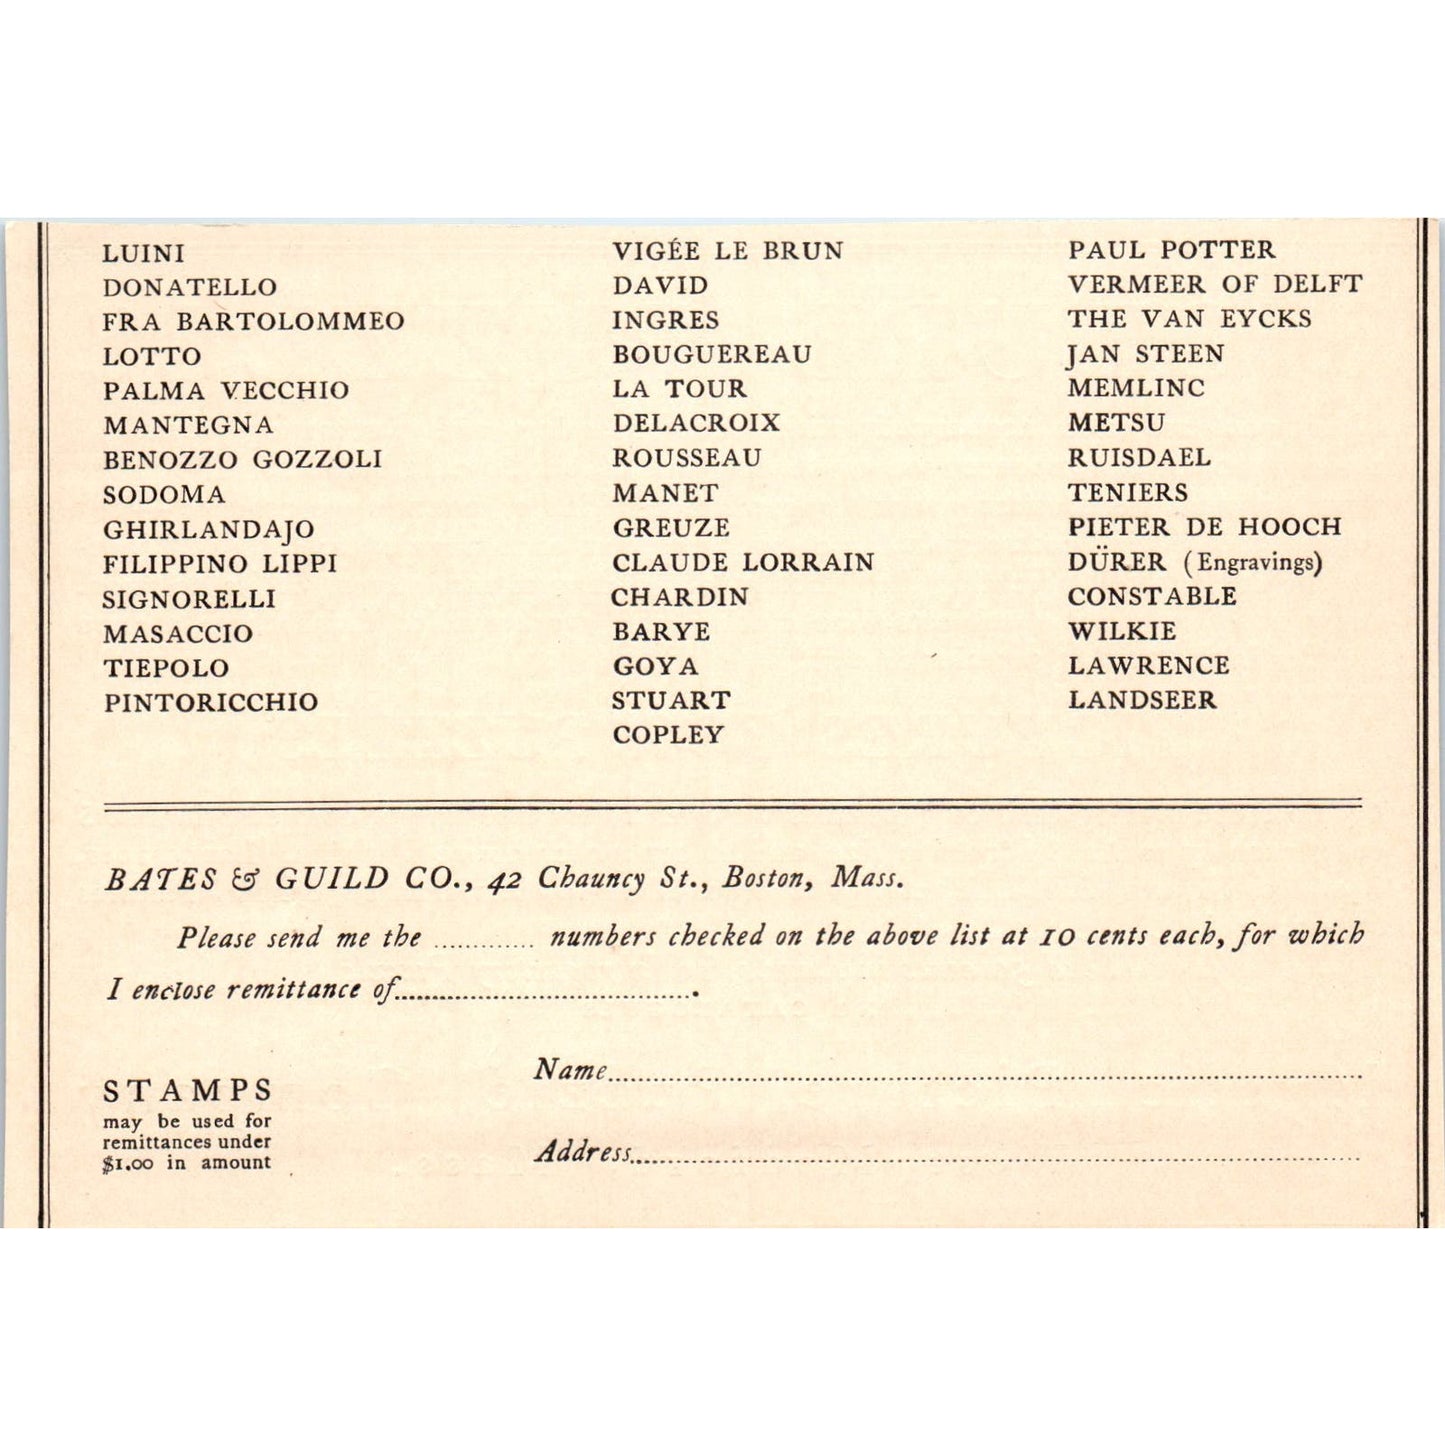 LUINI
DONATELLO
FRA BARTOLOMMEO
LOTTO
PALMA VECCHIO
MANTEGNA
BENOZZO GOZZOLI
SODOMA
GHIRLANDAJO
FILIPPINO LIPPI
SIGNORELLI
MASACCIO
TIEPOLO
PINTORICCHIO
VIGÉE LE BRUN
DAVID
INGRES
BOUGUEREAU
LA TOUR
DELACROIX
ROUSSEAU
MANET
GREUZE
CLAUDE LORRAIN
CHARDIN
BARYE
GOYA
STUART
COPLEY
PAUL POTTER
VERMEER OF DELFT
THE VAN EYCKS
JAN STEEN
MEMLINC
METSU
RUISDAEL
TENIERS
PIETER DE HOOCH
DÜRER (Engravings)
CONSTABLE
WILKIE
LAWRENCE
LANDSEER
BATES & GUILD CO., 42 Chauncy St., Boston, Mass.
Please send me the ............. numbers checked on the above list at 10 cents each, for which
I enclose remittance of.......................................
Name....................................................................................
Address..................................................................................
STAMPS
may be used for
remittances under
$1.00 in amount